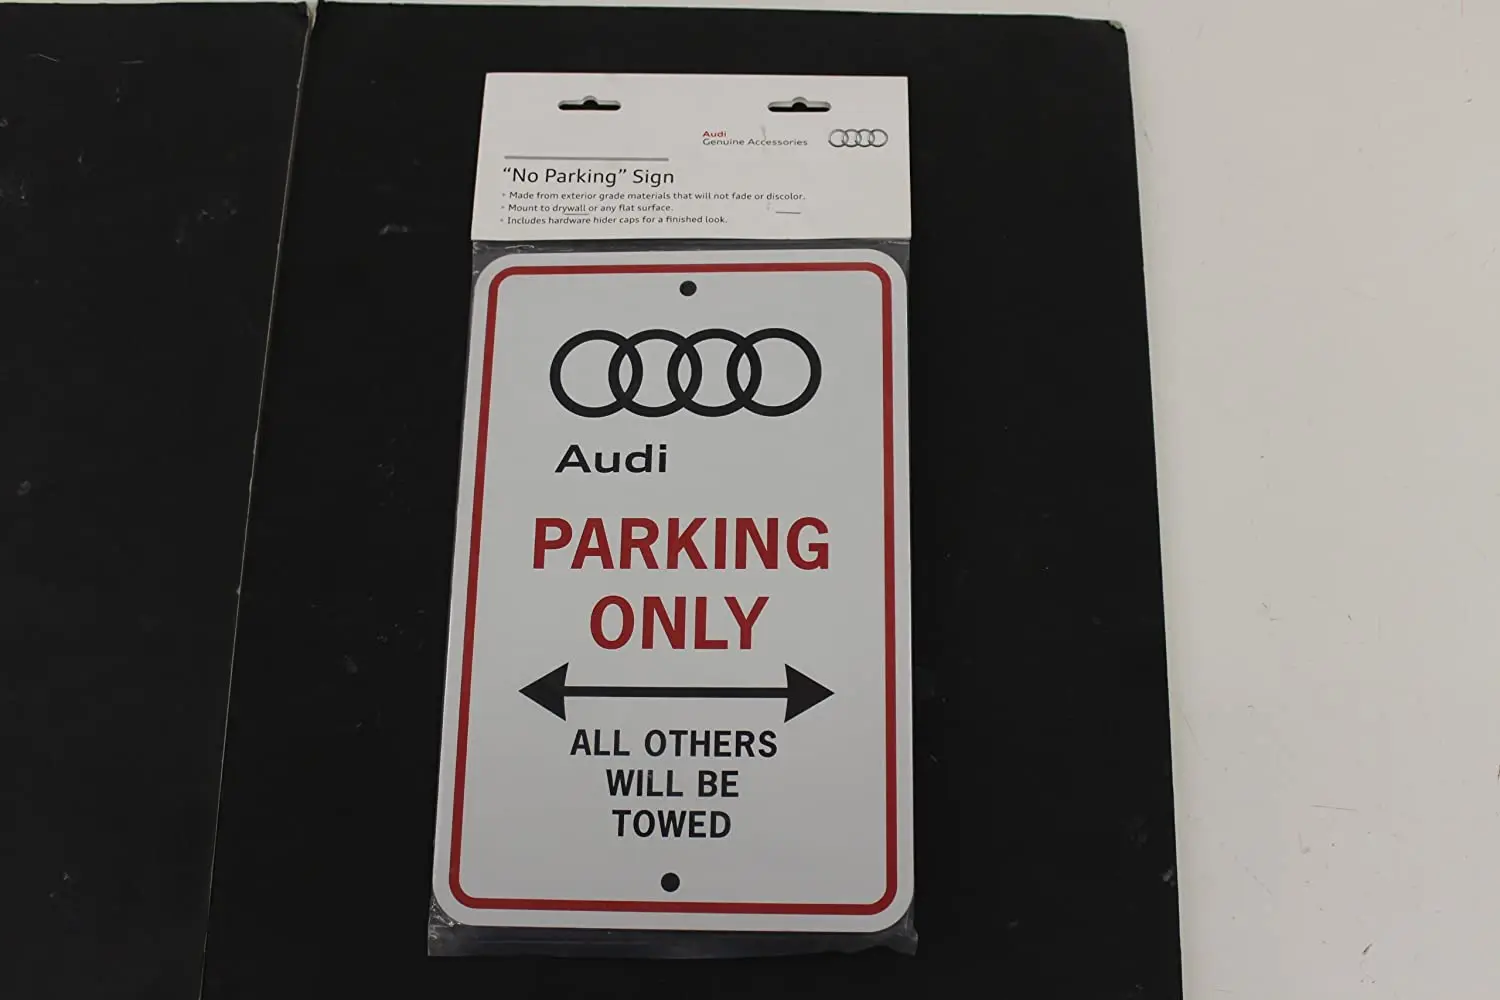 Audi
Genuine Accessories
“No Parking” Sign
• Made from exterior grade materials that will not fade or discolor.
• Mount to drywall or any flat surface.
• Includes hardware hider caps for a finished look.
Audi
PARKING
ONLY
ALL OTHERS
WILL BE
TOWED